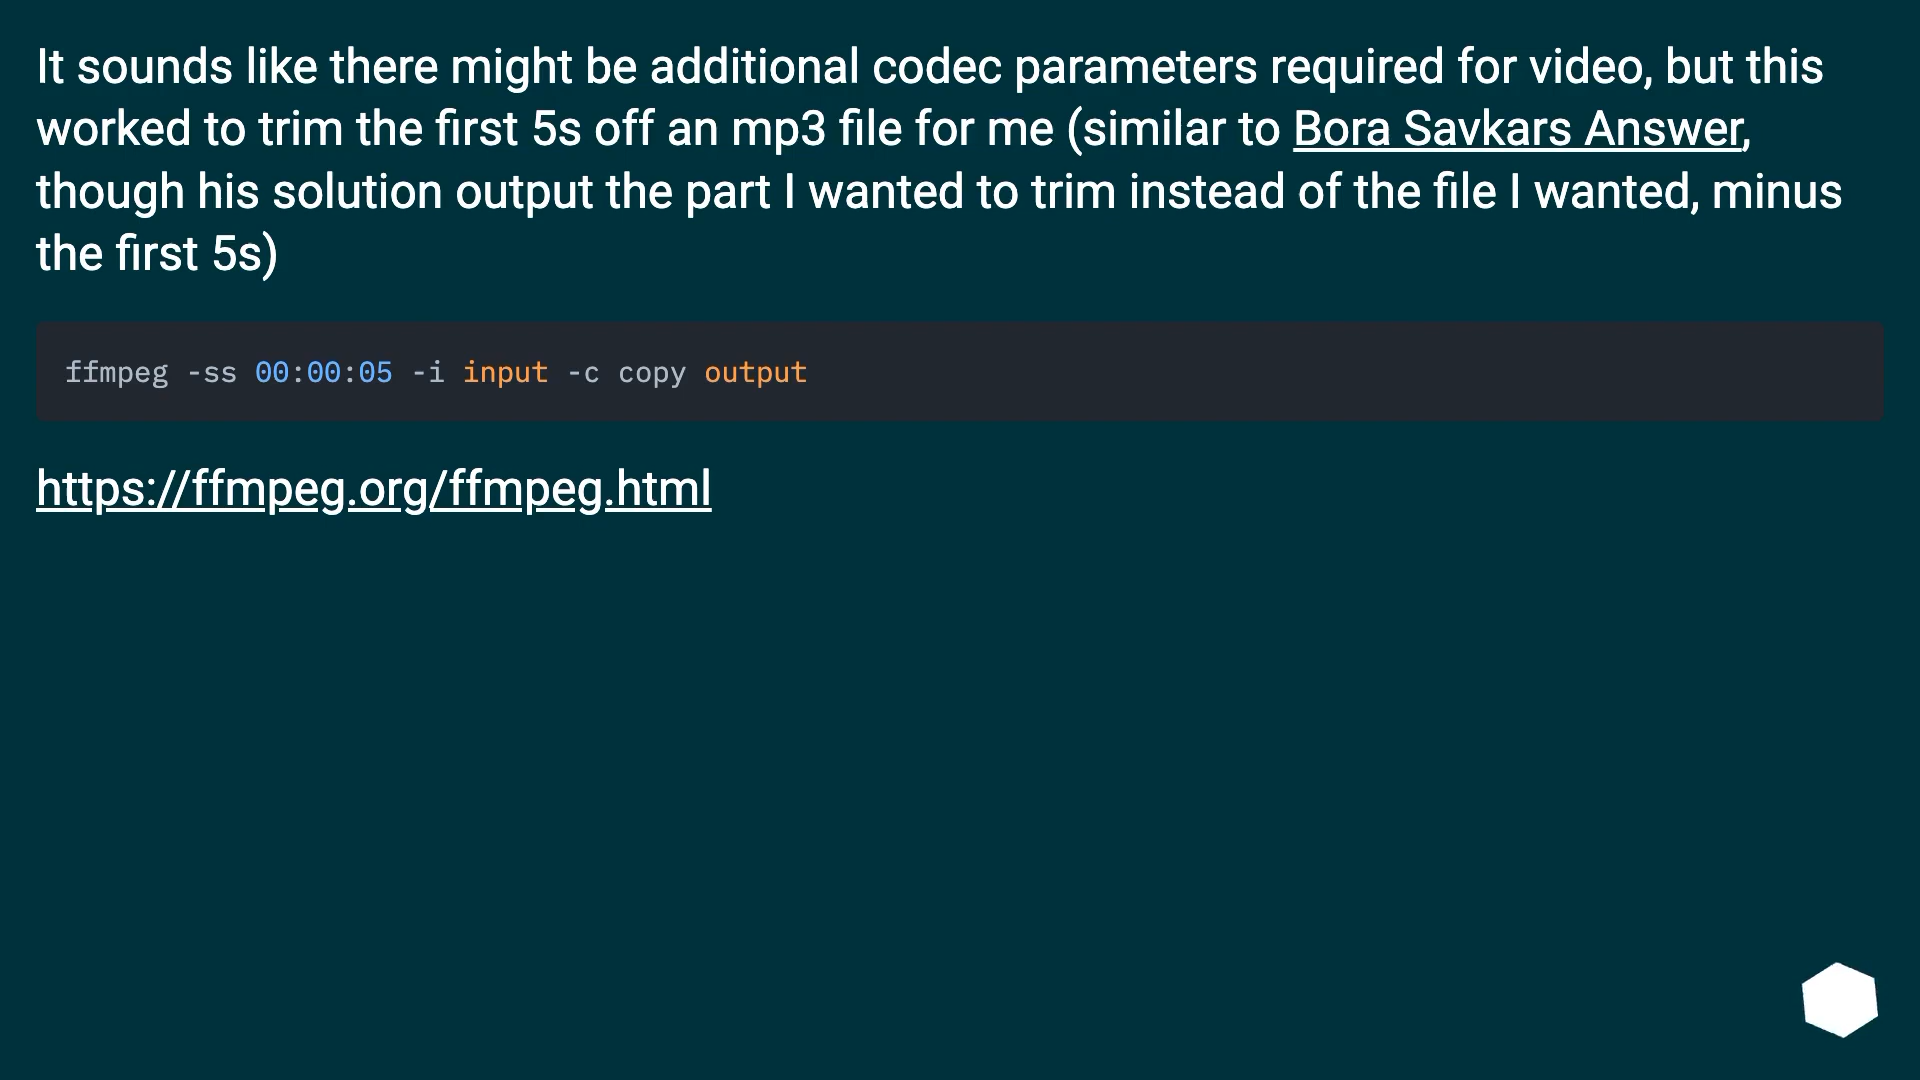 It sounds like there might be additional codec parameters required for video, but this
worked to trim the first 5s off an mp3 file for me (similar to Bora Savkars Answer,
though his solution output the part I wanted to trim instead of the file I wanted, minus
the first 5s)
ffmpeg -ss 00:00:05 -i input -c copy output
https://ffmpeg.org/ffmpeg.html